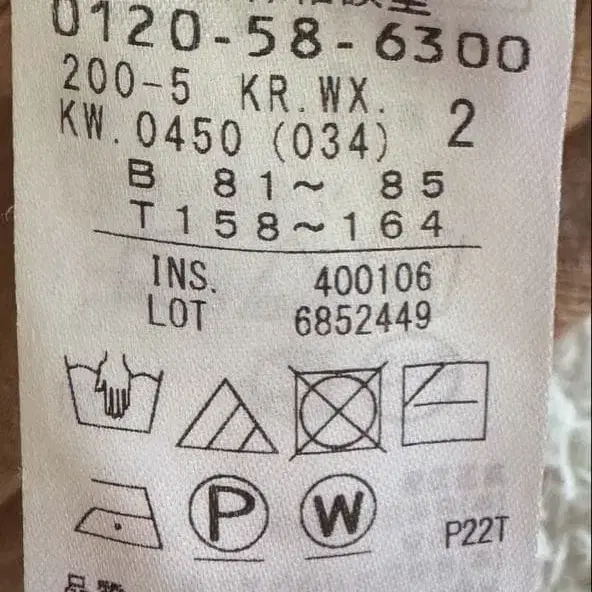 0120-58-6300
200-5 KR.WX.
KW.0450 (034) 2
B 81~ 85
T158~164
INS. 400106
LOT 6852449
P W P22T